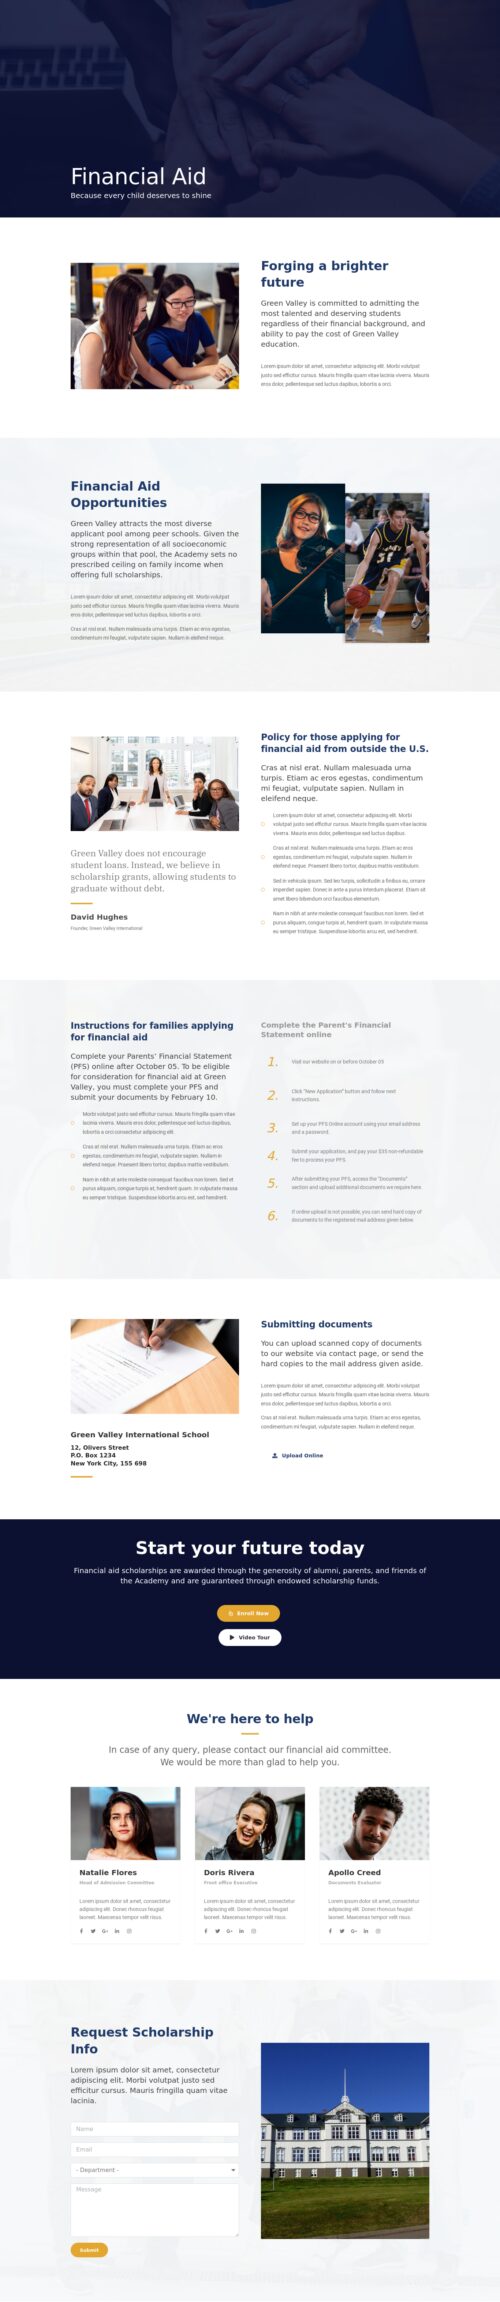 Financial Aid
Because every child deserves to shine
Forging a brighter
future
Green Valley is committed to admitting the
most talented and deserving students
regardless of their financial background, and
ability to pay the cost of Green Valley
education.
Lorem ipsum dolor sit amet, consectetur adipiscing elit. Morbi volutpat
justo sed efficitur cursus. Mauris fringilla quam vitae lacinia viverra. Mauris
eros dolor, pellentesque sed luctus dapibus, lobortis a orci.
Financial Aid
Opportunities
Green Valley attracts the most diverse
applicant pool among peer schools. Given the
strong representation of all socioeconomic
groups within that pool, the Academy sets no
prescribed ceiling on family income when
offering full scholarships.
Lorem ipsum dolor sit amet, consectetur adipiscing elit. Morbi volutpat
justo sed efficitur cursus. Mauris fringilla quam vitae lacinia viverra. Mauris
eros dolor, pellentesque sed luctus dapibus, lobortis a orci.
Cras at nisl erat. Nullam malesuada urna turpis. Etiam ac eros egestas,
condimentum mi feugiat, vulputate sapien. Nullam in eleifend neque.
Green Valley does not encourage
student loans. Instead, we believe in
scholarship grants, allowing students to
graduate without debt.
David Hughes
Founder, Green Valley International
Policy for those applying for
financial aid from outside the U.S.
Cras at nisl erat. Nullam malesuada urna
turpis. Etiam ac eros egestas, condimentum
mi feugiat, vulputate sapien. Nullam in
eleifend neque.
Lorem ipsum dolor sit amet, consectetur adipiscing elit. Morbi
volutpat justo sed efficitur cursus. Mauris fringilla quam vitae lacinia
viverra. Mauris eros dolor, pellentesque sed luctus dapibus.
Cras at nisl erat. Nullam malesuada urna turpis. Etiam ac eros
egestas, condimentum mi feugiat, vulputate sapien. Nullam in
eleifend neque. Praesent libero tortor, dapibus mattis vestibulum.
Sed in vehicula ipsum. Sed leo turpis, sollicitudin a finibus eu, ornare
imperdiet sapien. Donec in ante a purus interdum placerat. Etiam sit
amet libero bibendum orci faucibus elementum.
Nam in nibh at ante molestie consequat faucibus non lorem. Sed et
purus aliquam, congue turpis at, hendrerit quam. In vulputate massa
eu semper tristique. Suspendisse lobortis arcu est, sed hendrerit.
Instructions for families applying
for financial aid
Complete your Parents' Financial Statement
(PFS) online after October 05. To be eligible
for consideration for financial aid at Green
Valley, you must complete your PFS and
submit your documents by February 10.
Morbi volutpat justo sed efficitur cursus. Mauris fringilla quam vitae
lacinia viverra. Mauris eros dolor, pellentesque sed luctus dapibus,
lobortis a orci consectetur adipiscing elit.
Cras at nisl erat. Nullam malesuada urna turpis. Etiam ac eros
egestas, condimentum mi feugiat, vulputate sapien. Nullam in
eleifend neque. Praesent libero tortor, dapibus mattis vestibulum.
Nam in nibh at ante molestie consequat faucibus non lorem. Sed et
purus aliquam, congue turpis at, hendrerit quam. In vulputate massa
eu semper tristique. Suspendisse lobortis arcu est, sed hendrerit.
Complete the Parent's Financial
Statement online
1. Visit our website on or before October 05
2. Click "New Application" button and follow next
instructions.
3. Set up your PFS Online account using your email address
and a password.
4. Submit your application, and pay your $35 non-refundable
fee to process your PFS.
5. After submitting your PFS, access the "Documents"
section and upload additional documents we require here.
6. If online upload is not possible, you can send hard copy of
documents to the registered mail address given below.
Green Valley International School
12, Olivers Street
P.O. Box 1234
New York City, 155 698
Submitting documents
You can upload scanned copy of documents
to our website via contact page, or send the
hard copies to the mail address given aside.
Lorem ipsum dolor sit amet, consectetur adipiscing elit. Morbi volutpat
justo sed efficitur cursus. Mauris fringilla quam vitae lacinia viverra. Mauris
eros dolor, pellentesque sed luctus dapibus, lobortis a orci.
Cras at nisl erat. Nullam malesuada urna turpis. Etiam ac eros egestas,
condimentum mi feugiat, vulputate sapien. Nullam in eleifend neque.
Upload Online
Start your future today
Financial aid scholarships are awarded through the generosity of alumni, parents, and friends of
the Academy and are guaranteed through endowed scholarship funds.
Enroll Now
Video Tour
We're here to help
In case of any query, please contact our financial aid committee.
We would be more than glad to help you.
Natalie Flores
Head of Admission Committee
Lorem ipsum dolor sit amet, consectetur
adipiscing elit. Donec rhoncus feugiat
laoreet. Maecenas tempor velit risus.
Doris Rivera
Front office Executive
Lorem ipsum dolor sit amet, consectetur
adipiscing elit. Donec rhoncus feugiat
laoreet. Maecenas tempor velit risus.
Apollo Creed
Documents Evaluator
Lorem ipsum dolor sit amet, consectetur
adipiscing elit. Donec rhoncus feugiat
laoreet. Maecenas tempor velit risus.
Request Scholarship
Info
Lorem ipsum dolor sit amet, consectetur
adipiscing elit. Morbi volutpat justo sed
efficitur cursus. Mauris fringilla quam vitae
lacinia.
Name
Email
- Department -
Message
Submit